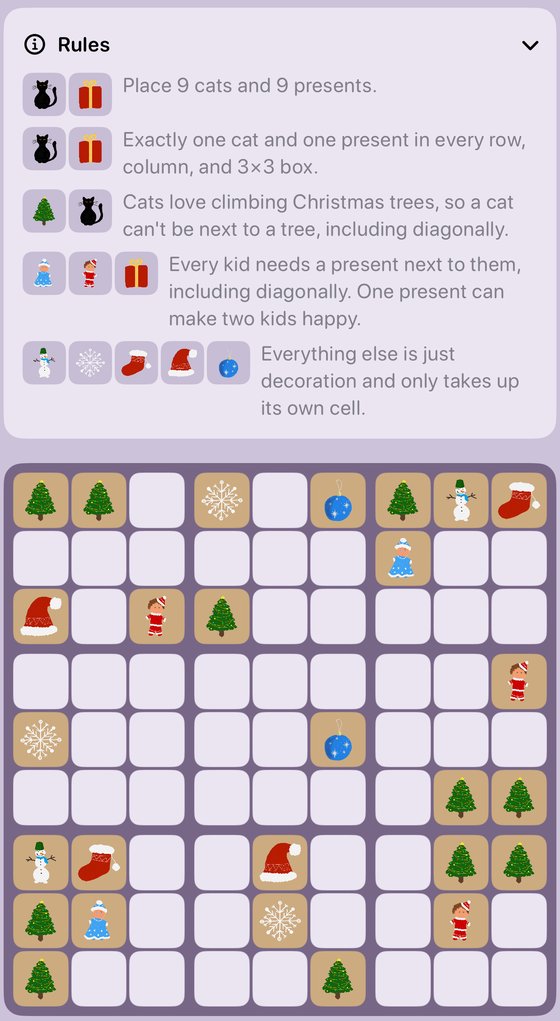 Rules
Place 9 cats and 9 presents.
Exactly one cat and one present in every row,
column, and 3×3 box.
Cats love climbing Christmas trees, so a cat
can't be next to a tree, including diagonally.
Every kid needs a present next to them,
including diagonally. One present can
make two kids happy.
Everything else is just
decoration and only takes up
its own cell.